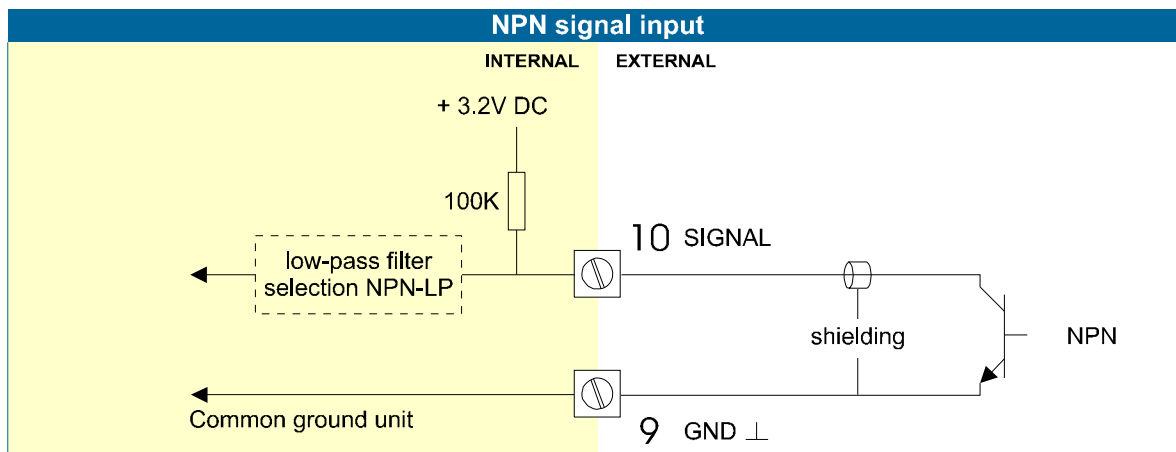 NPN signal input
INTERNAL EXTERNAL
+ 3.2V DC
100K
10 SIGNAL
low-pass filter
selection NPN-LP
shielding
NPN
Common ground unit
9 GND ⊥